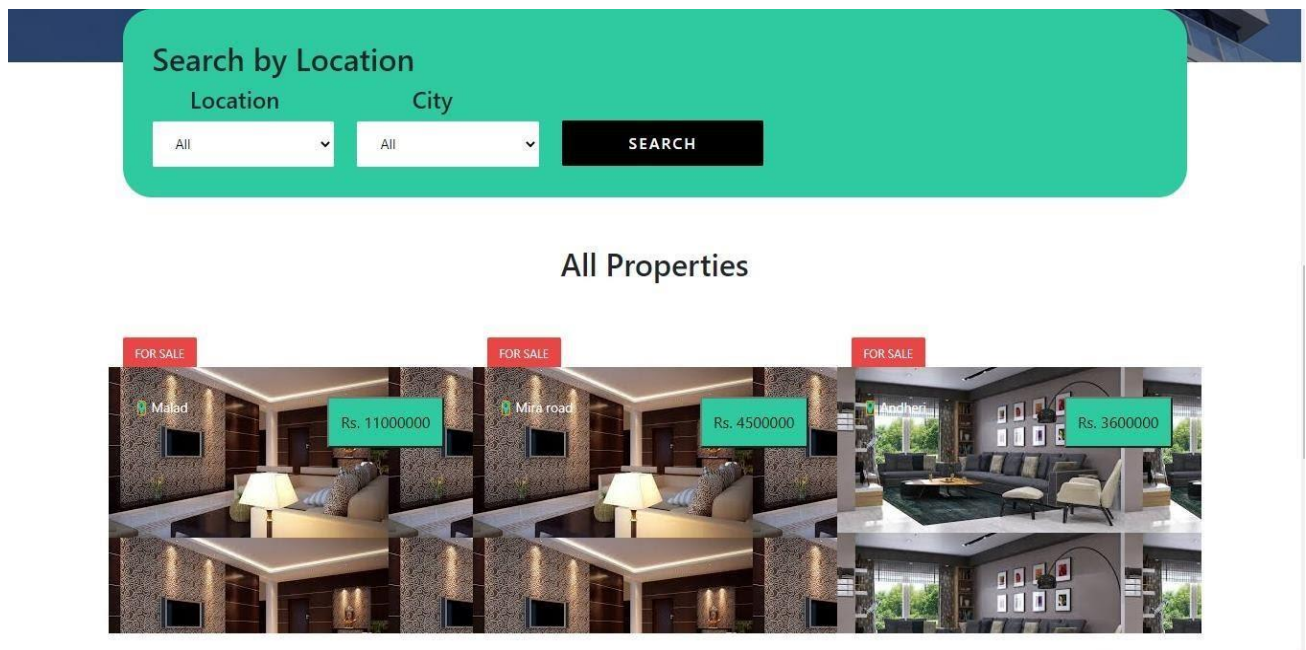 Search by Location
Location City
All All SEARCH
All Properties
FOR SALE FOR SALE FOR SALE
Malad Rs. 11000000 Mira road Rs. 4500000 Andheri Rs. 3600000